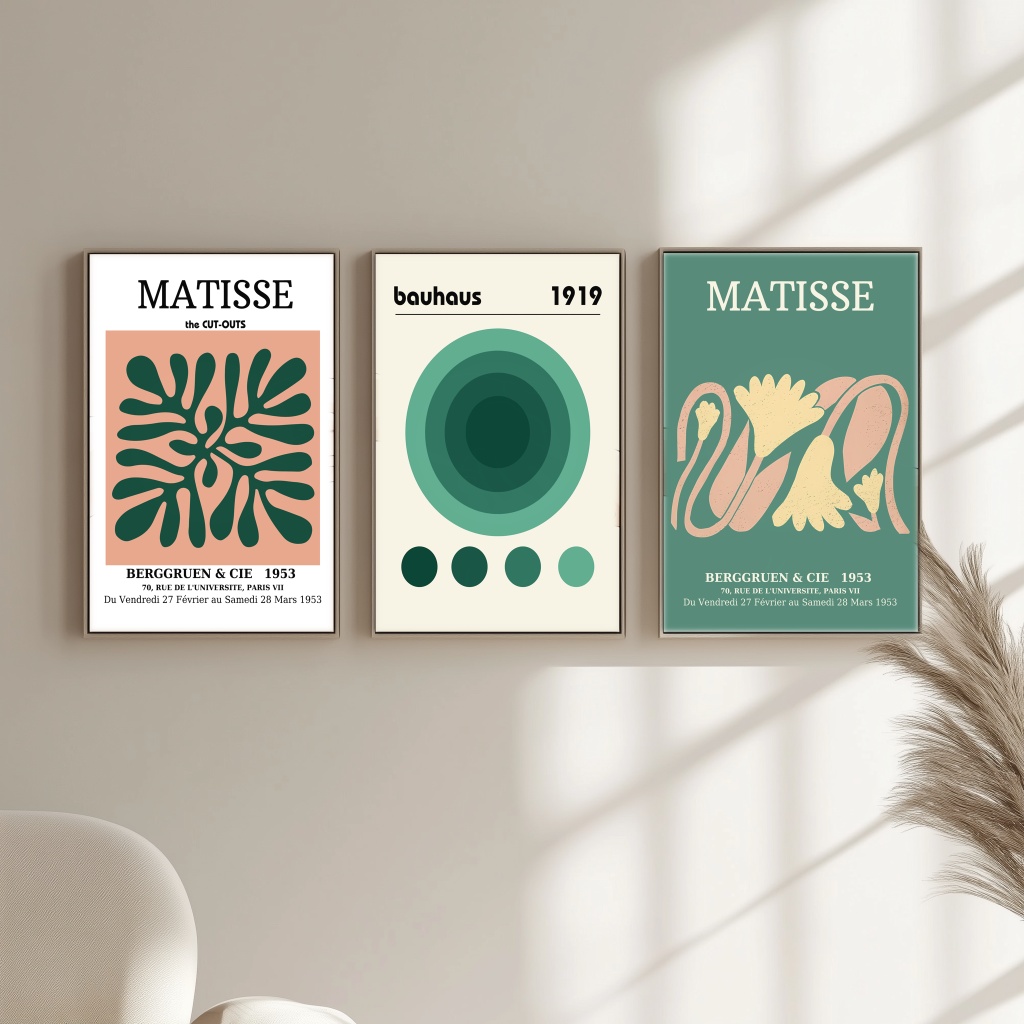 MATISSE
the CUT-OUTS
BERGGRUEN & CIE 1953
70, RUE DE L'UNIVERSITE, PARIS VII
Du Vendredi 27 Février au Samedi 28 Mars 1953
bauhaus 1919
MATISSE
BERGGRUEN & CIE 1953
70, RUE DE L'UNIVERSITE, PARIS VII
Du Vendredi 27 Février au Samedi 28 Mars 1953